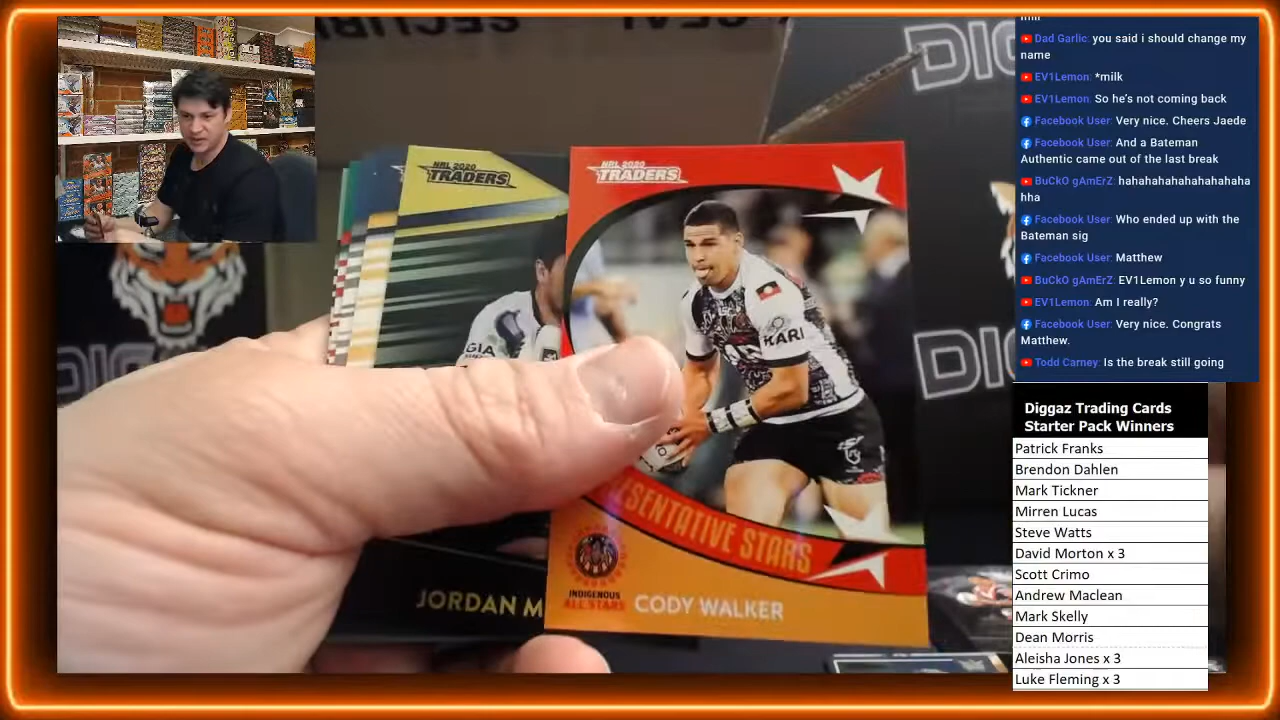 DIG
NRL 2020
TRADERS
NRL 2020
TRADERS
KARI
GIA
DIG
ESENTATIVE STARS
INDIGENOUS
ALL STARS
CODY WALKER
JORDAN M
Dad Garlic: you said i should change my
name
EV1Lemon: *milk
EV1Lemon: So he's not coming back
Facebook User: Very nice. Cheers Jaede
Facebook User: And a Bateman
Authentic came out of the last break
BuCkO gAmErZ: hahahahahahahahaha
hha
Facebook User: Who ended up with the
Bateman sig
Facebook User: Matthew
BuCkO gAmErZ: EV1Lemon y u so funny
EV1Lemon: Am I really?
Facebook User: Very nice. Congrats
Matthew.
Todd Carney: Is the break still going
Diggaz Trading Cards
Starter Pack Winners
Patrick Franks
Brendon Dahlen
Mark Tickner
Mirren Lucas
Steve Watts
David Morton x 3
Scott Crimo
Andrew Maclean
Mark Skelly
Dean Morris
Aleisha Jones x 3
Luke Fleming x 3